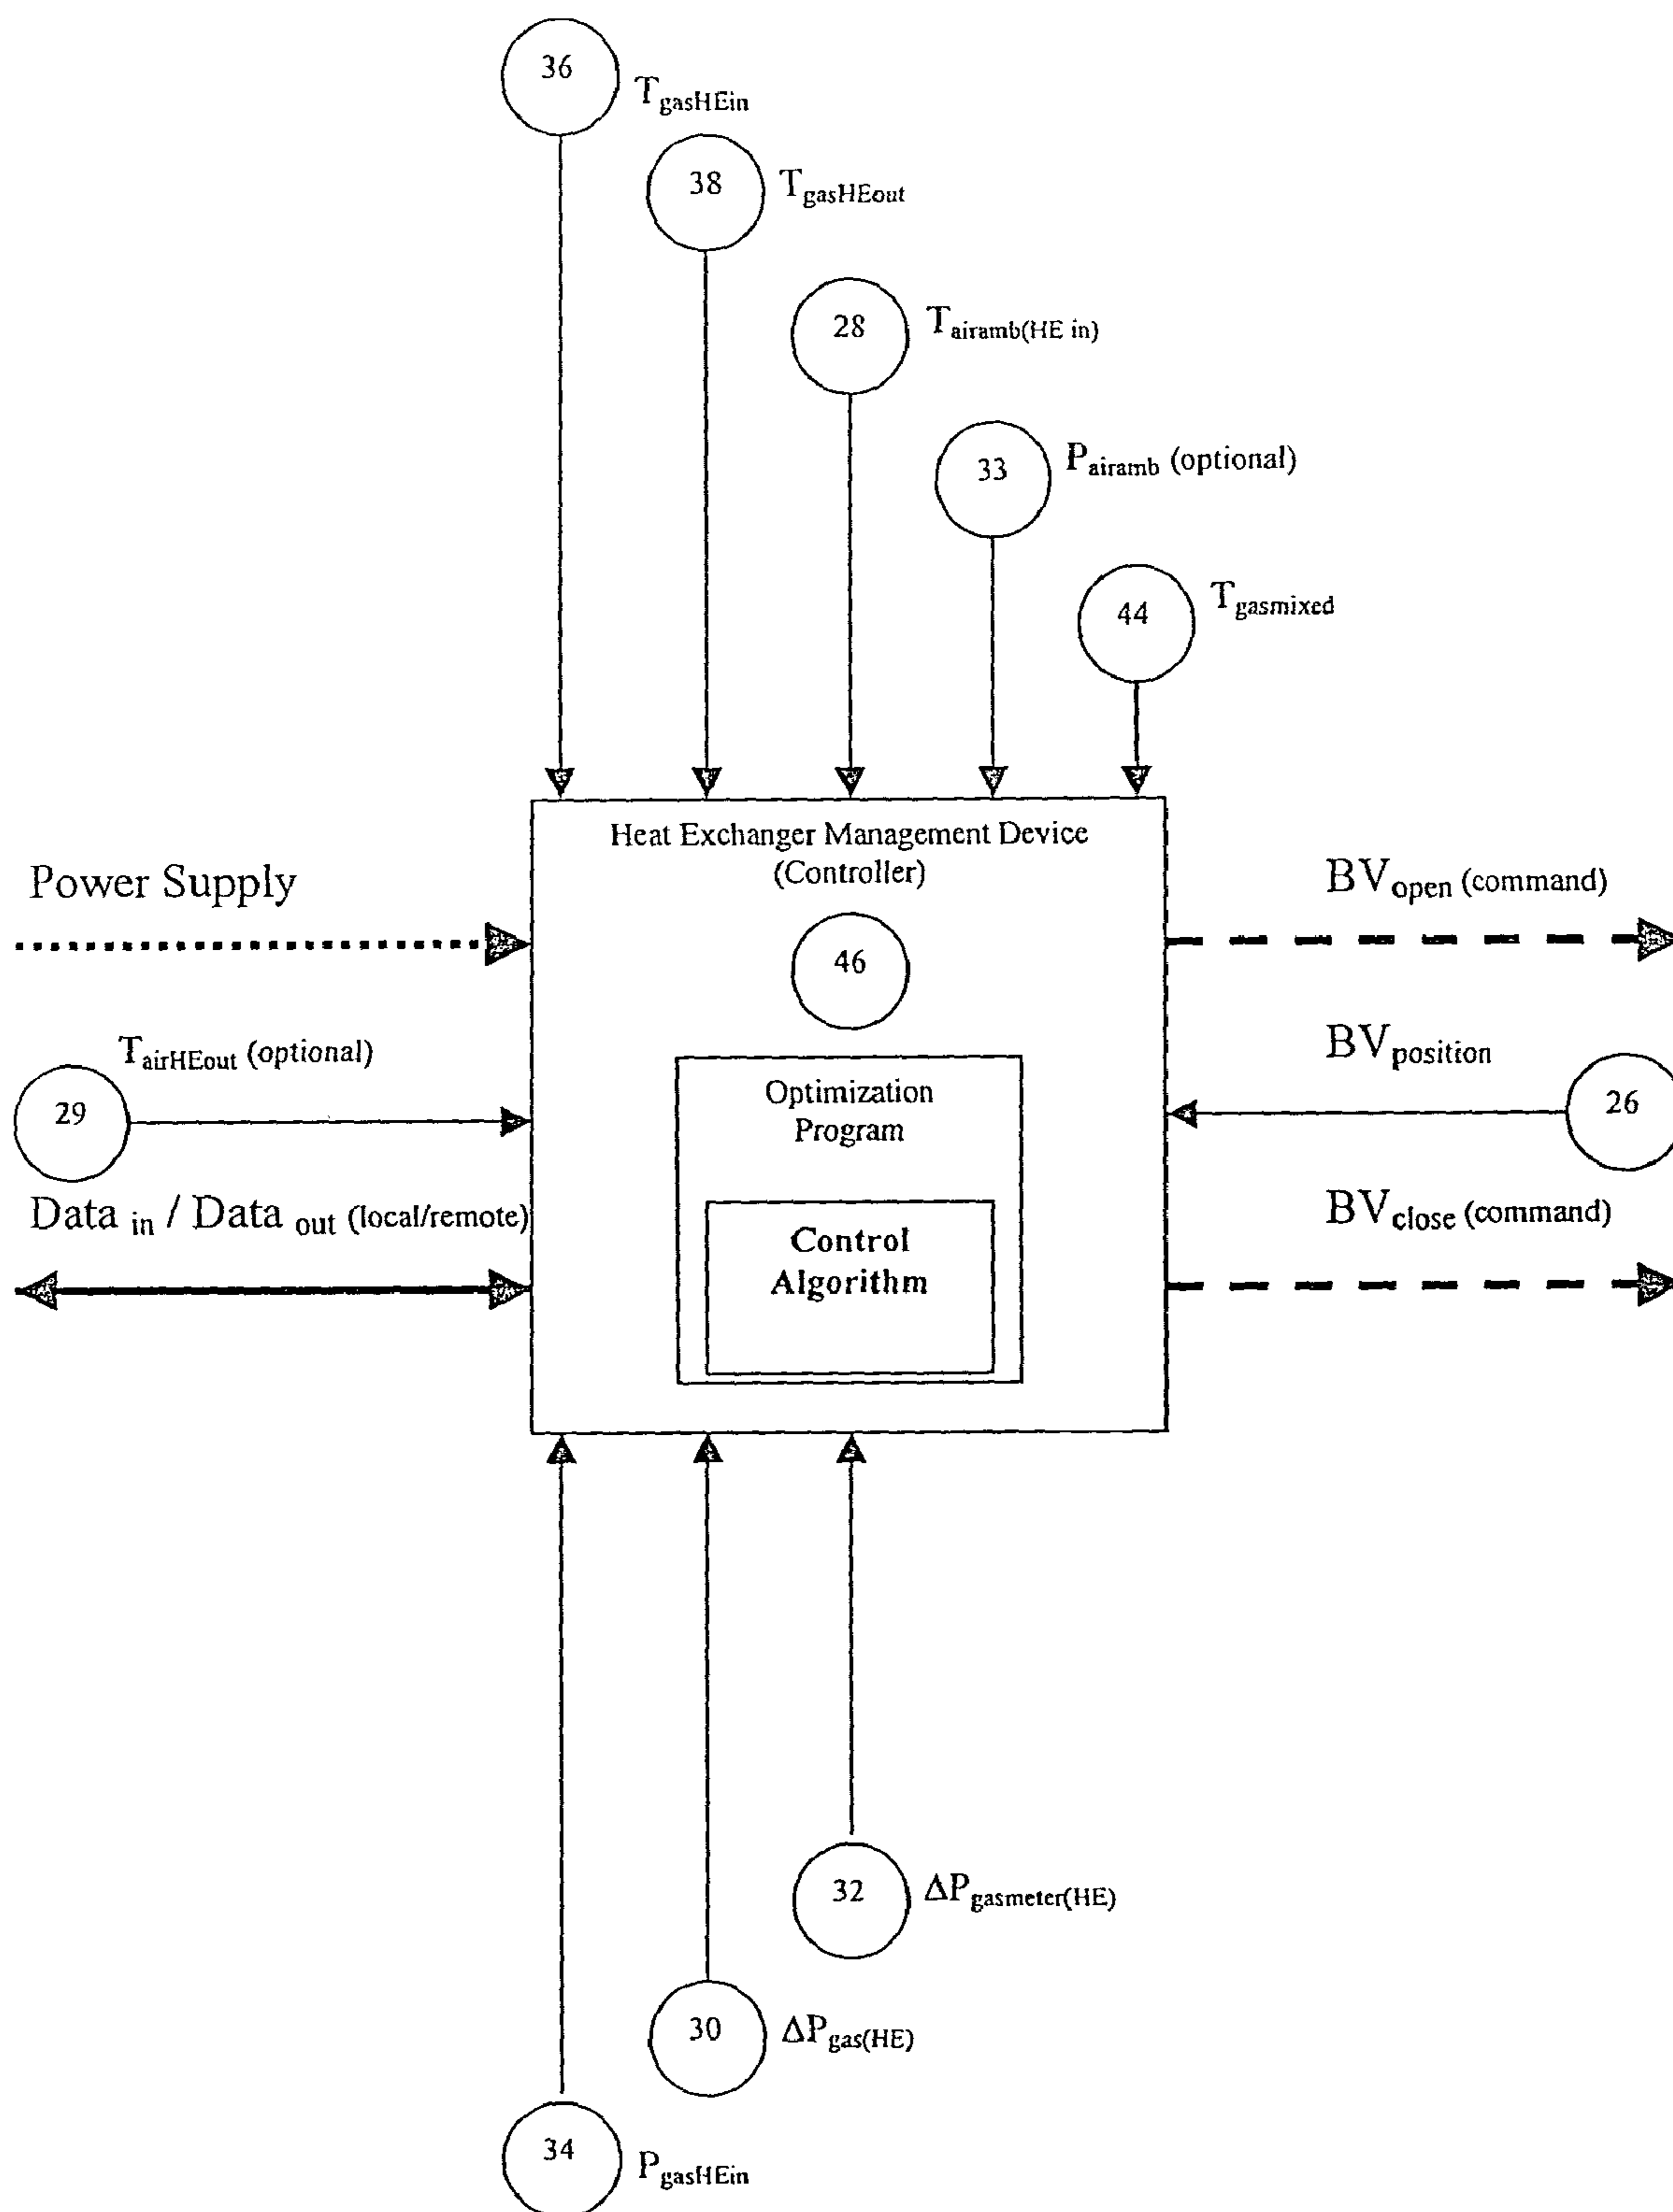 36
T gasHEin
38
T gasHEout
28
T airamb(HE in)
33
P airamb (optional)
44
T gasmixed
Heat Exchanger Management Device
(Controller)
46
Power Supply
BV open (command)
T airHEout (optional)
29
BV position
26
Optimization
Program
Data in / Data out (local/remote)
BV close (command)
Control
Algorithm
32
ΔP gasmeter(HE)
30
ΔP gas(HE)
34
P gasHEin